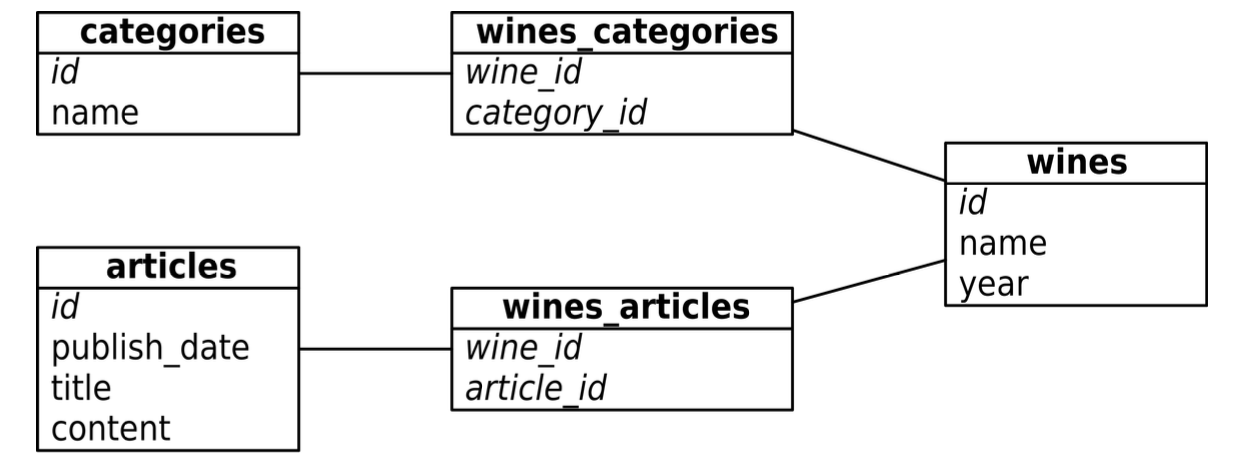 categories
id
name
wines_categories
wine_id
category_id
wines
id
name
year
articles
id
publish_date
title
content
wines_articles
wine_id
article_id